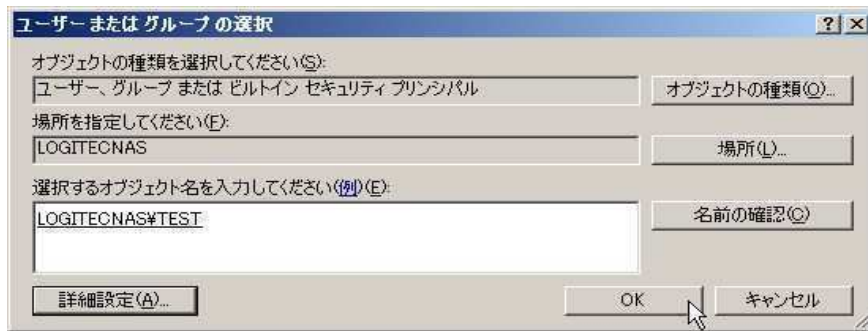 ユーザー または グループ の選択
オブジェクトの種類を選択してください(S):
ユーザー、グループ または ビルトイン セキュリティ プリンシパル
オブジェクトの種類(O)...
場所を指定してください(F):
LOGITECNAS
場所(L)...
選択するオブジェクト名を入力してください(例)(E):
LOGITECNAS¥TEST
名前の確認(C)
詳細設定(A)...
OK
キャンセル